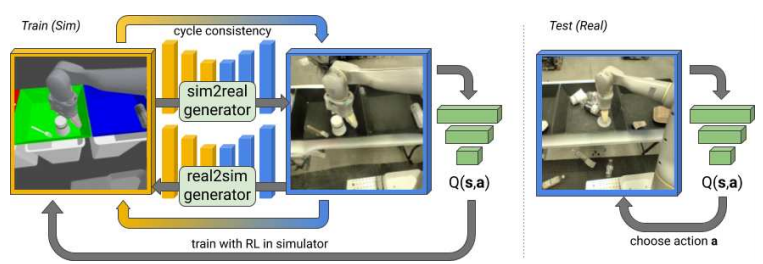 Train (Sim)
cycle consistency
sim2real
generator
real2sim
generator
Q(s,a)
train with RL in simulator
Test (Real)
Q(s,a)
choose action a